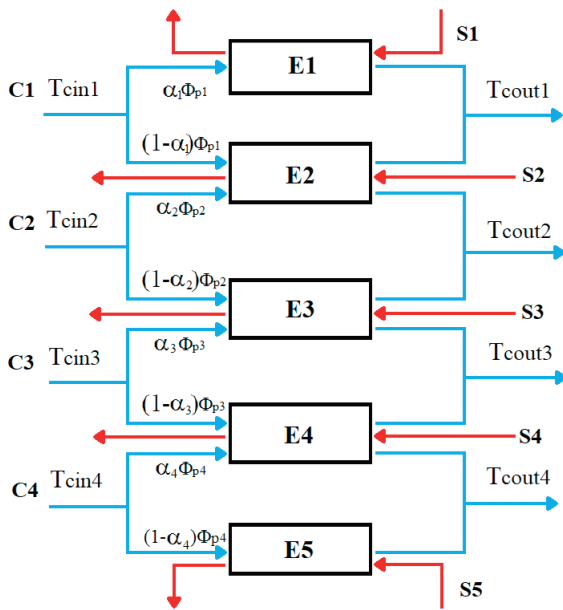 S1
E1
C1 Tcin1
α₁Φp1
Tcout1
(1-α₁)Φp1
E2
S2
C2 Tcin2
α₂Φp2
Tcout2
(1-α₂)Φp2
E3
S3
C3 Tcin3
α₃Φp3
Tcout3
(1-α₃)Φp3
E4
S4
C4 Tcin4
α₄Φp4
Tcout4
(1-α₄)Φp4
E5
S5